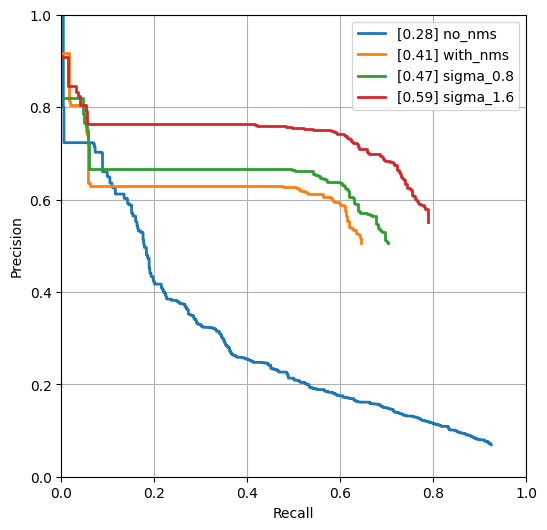 [0.28] no_nms
[0.41] with_nms
[0.47] sigma_0.8
[0.59] sigma_1.6
1.0
0.8
0.6
0.4
0.2
0.0
Precision
0.0 0.2 0.4 0.6 0.8 1.0
Recall